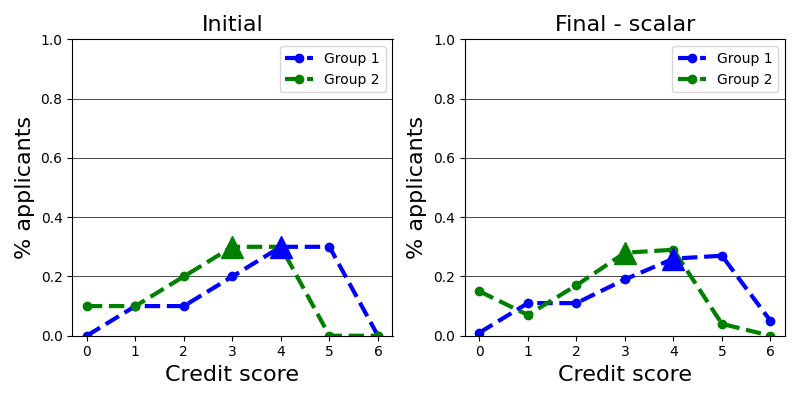 Initial
1.0
0.8
0.6
0.4
0.2
0.0
% applicants
0 1 2 3 4 5 6
Credit score
Group 1
Group 2
Final - scalar
1.0
0.8
0.6
0.4
0.2
0.0
% applicants
0 1 2 3 4 5 6
Credit score
Group 1
Group 2